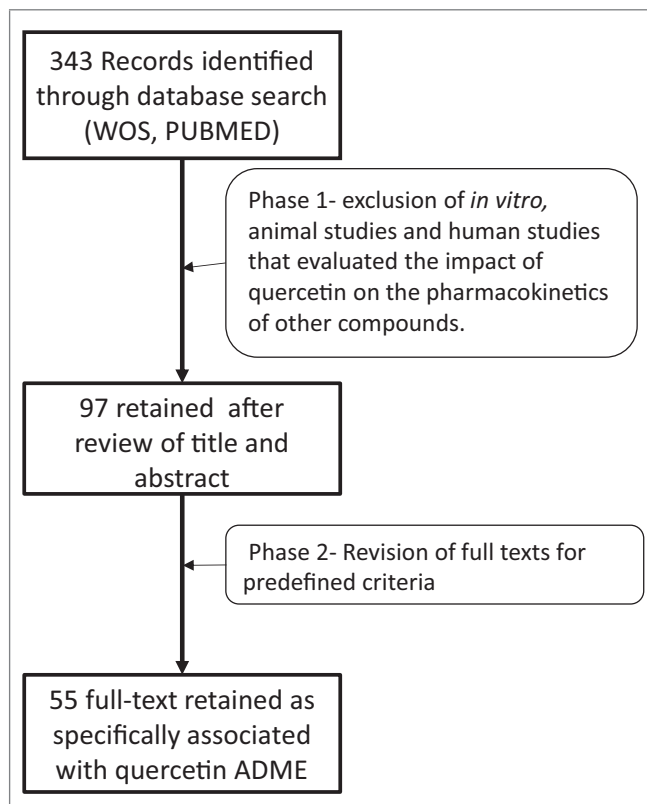 343 Records identified
through database search
(WOS, PUBMED)
Phase 1- exclusion of in vitro,
animal studies and human studies
that evaluated the impact of
quercetin on the pharmacokinetics
of other compounds.
97 retained after
review of title and
abstract
Phase 2- Revision of full texts for
predefined criteria
55 full-text retained as
specifically associated
with quercetin ADME